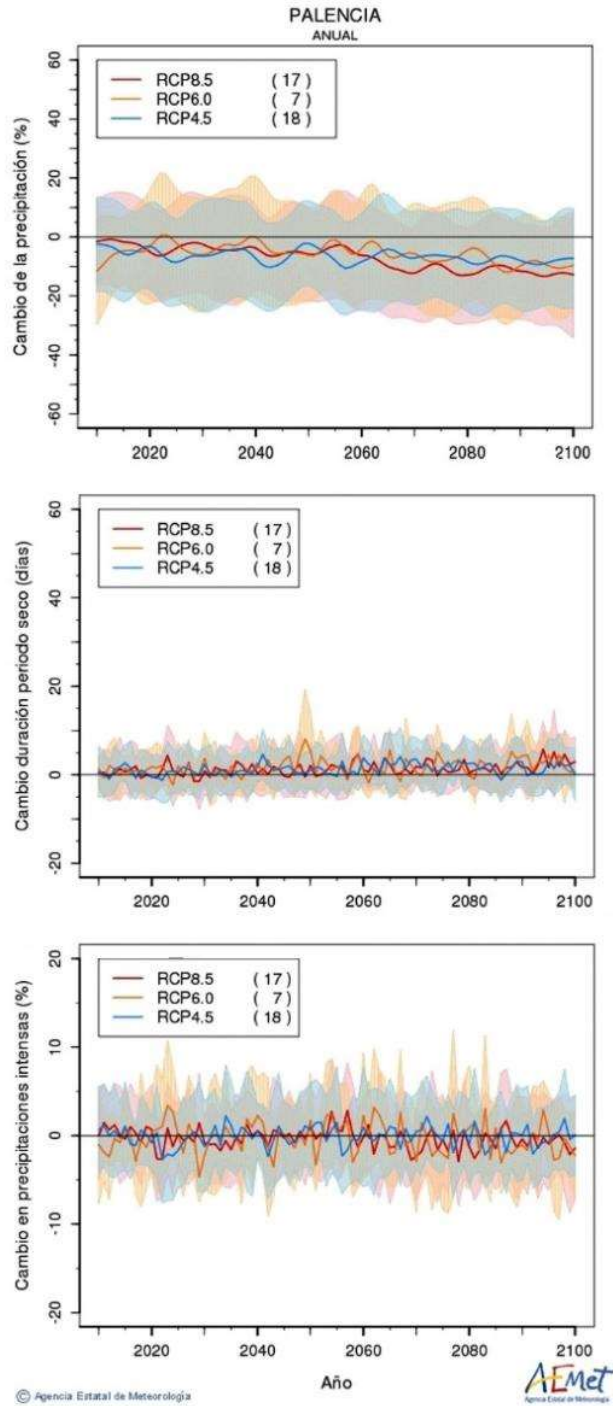 PALENCIA
ANUAL
Cambio de la precipitación (%)
60
40
20
0
-20
-40
-60
RCP8.5 ( 17 )
RCP6.0 ( 7 )
RCP4.5 ( 18 )
2020 2040 2060 2080 2100
Cambio duración periodo seco (días)
60
40
20
0
-20
RCP8.5 ( 17 )
RCP6.0 ( 7 )
RCP4.5 ( 18 )
2020 2040 2060 2080 2100
Cambio en precipitaciones intensas (%)
20
10
0
-10
-20
RCP8.5 ( 17 )
RCP6.0 ( 7 )
RCP4.5 ( 18 )
2020 2040 2060 2080 2100
Año
© Agencia Estatal de Meteorología
AEMet
Agencia Estatal de Meteorología